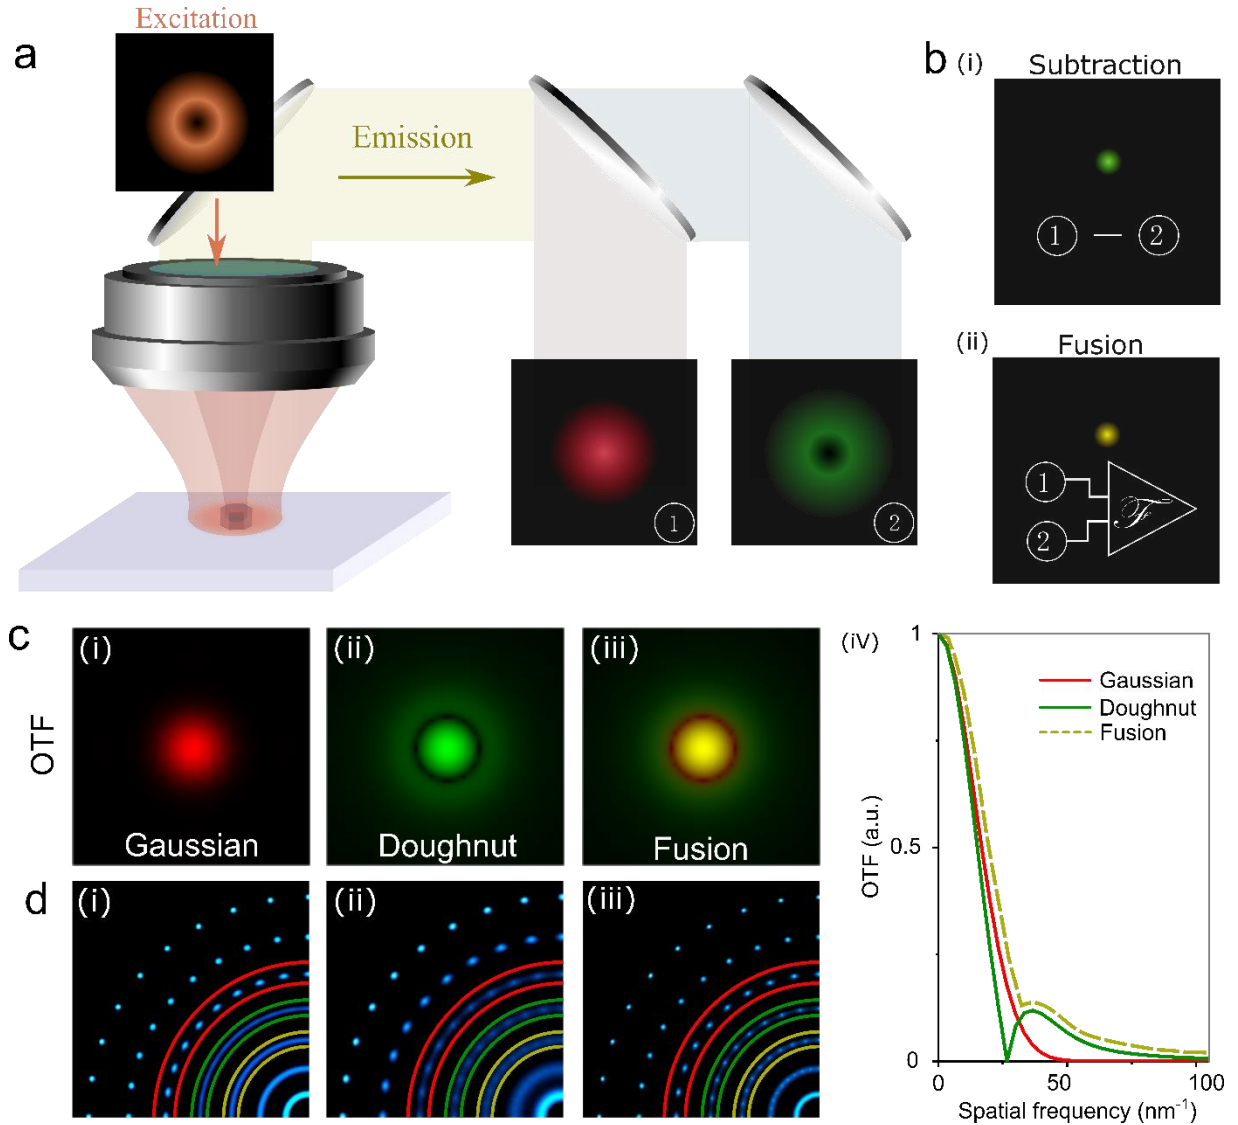 a
Excitation
Emission
1
2
b
(i)
Subtraction
1 — 2
(ii)
Fusion
1
2
ℱ⁻
c
OTF
(i)
Gaussian
(ii)
Doughnut
(iii)
Fusion
(iV)
1
0.5
0
OTF (a.u.)
Gaussian
Doughnut
Fusion
0
50
100
Spatial frequency (nm⁻¹)
d
(i)
(ii)
(iii)